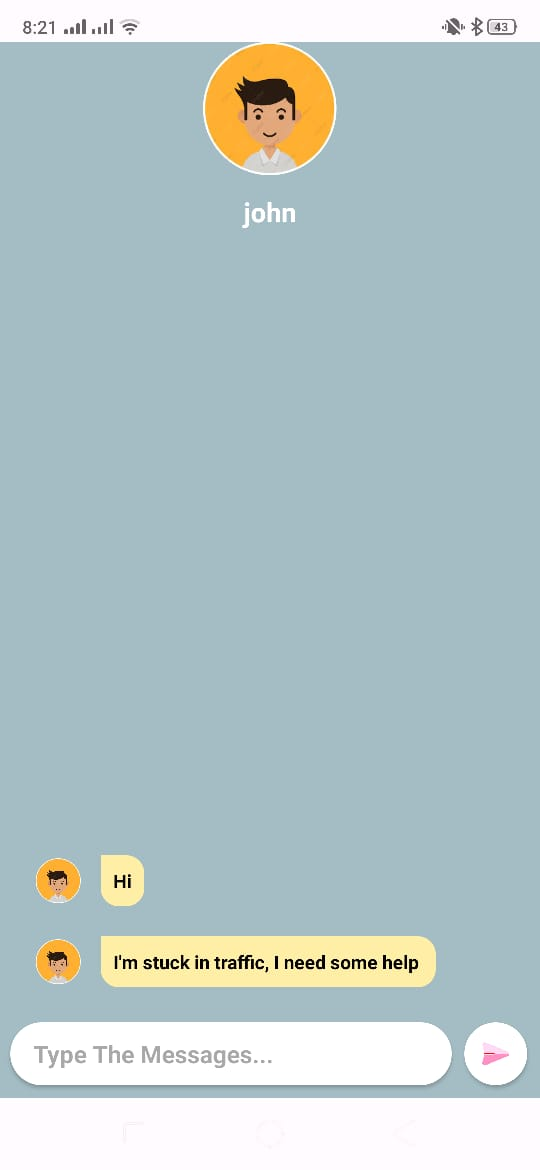 8:21
43
john
Hi
I'm stuck in traffic, I need some help
Type The Messages...